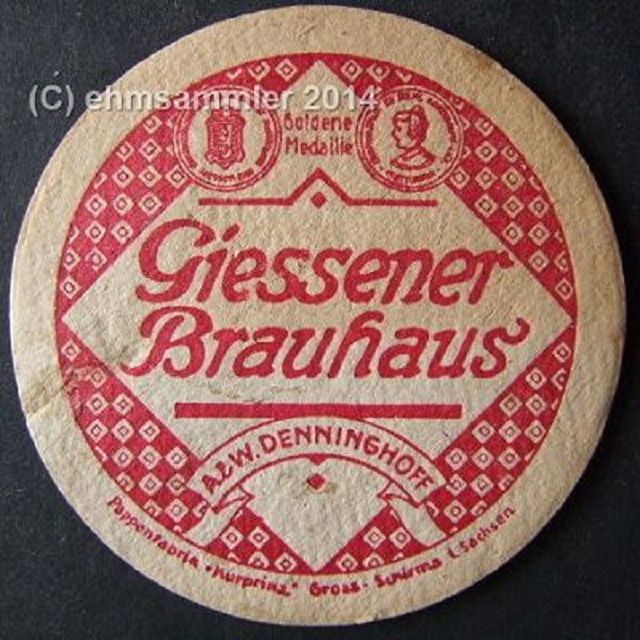 (C) ehmsammler 2014
Goldene
Medaille
Giessener
Brauhaus
A&W. DENNINGHOFF
Pappenfabrik "Kurprinz" Gross-Schirma i. Sachsen